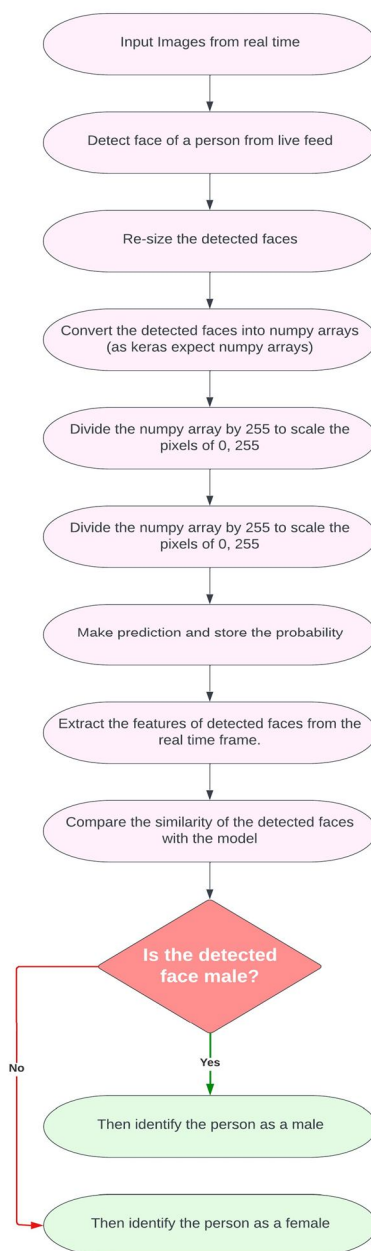 Input Images from real time
Detect face of a person from live feed
Re-size the detected faces
Convert the detected faces into numpy arrays
(as keras expect numpy arrays)
Divide the numpy array by 255 to scale the
pixels of 0, 255
Divide the numpy array by 255 to scale the
pixels of 0, 255
Make prediction and store the probability
Extract the features of detected faces from the
real time frame.
Compare the similarity of the detected faces
with the model
Is the detected
face male?
Yes
No
Then identify the person as a male
Then identify the person as a female